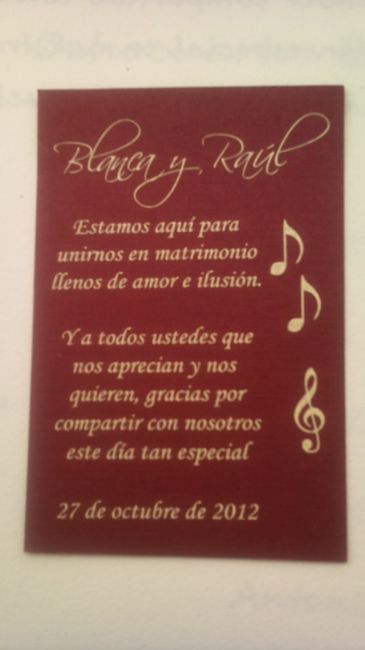 Blanca y Raúl
Estamos aquí para
unirnos en matrimonio
llenos de amor e ilusión.
Y a todos ustedes que
nos aprecian y nos
quieren, gracias por
compartir con nosotros
este día tan especial
27 de octubre de 2012